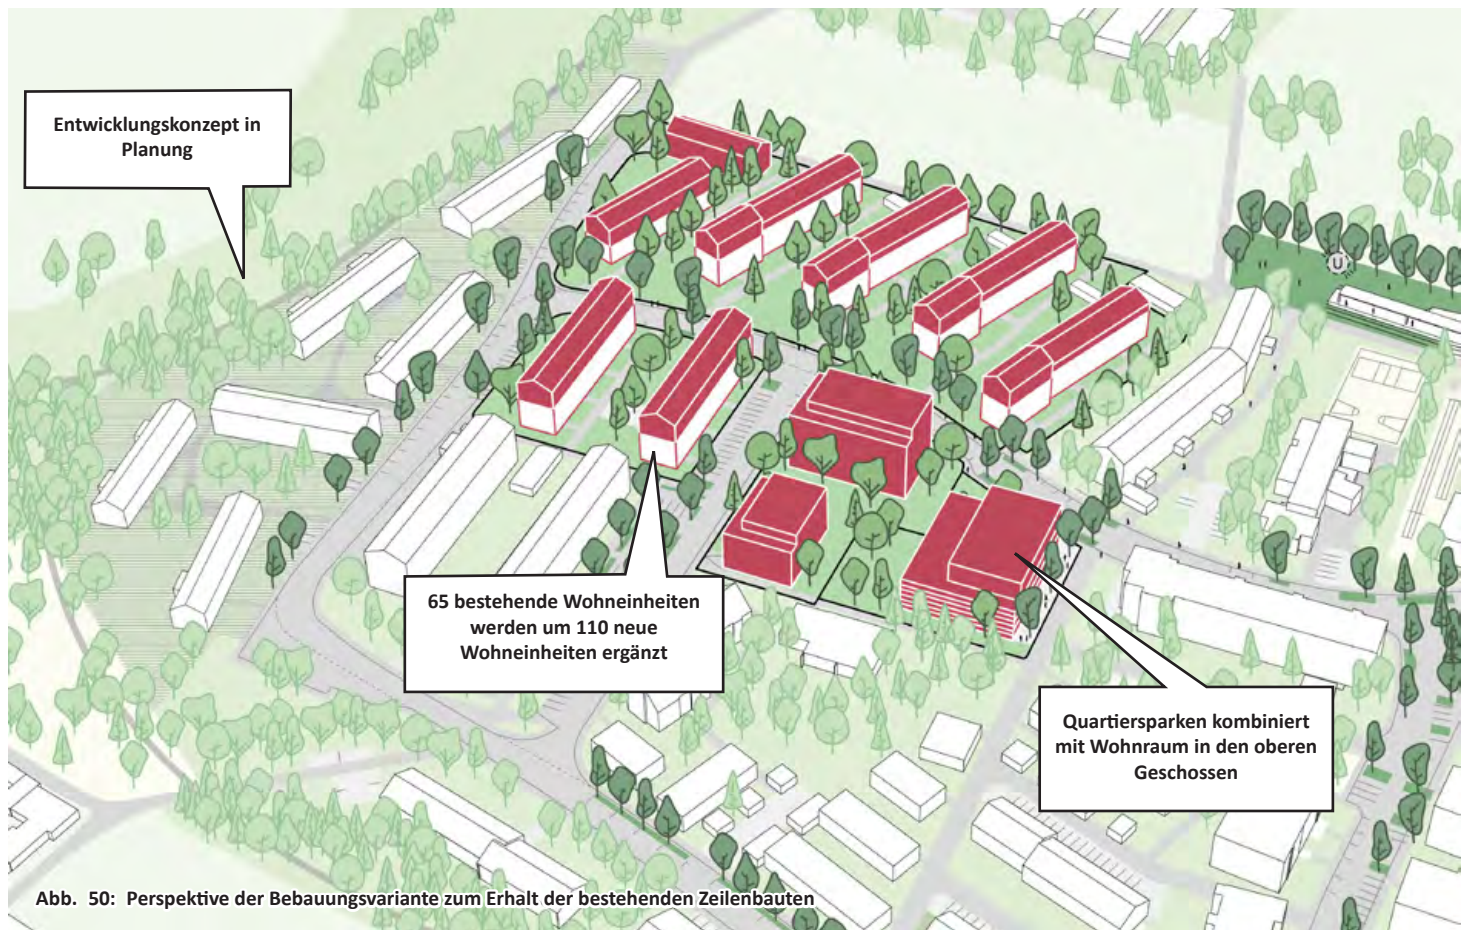 Entwicklungskonzept in
Planung
U
65 bestehende Wohneinheiten
werden um 110 neue
Wohneinheiten ergänzt
Quartiersparken kombiniert
mit Wohnraum in den oberen
Geschossen
Abb. 50: Perspektive der Bebauungsvariante zum Erhalt der bestehenden Zeilenbauten